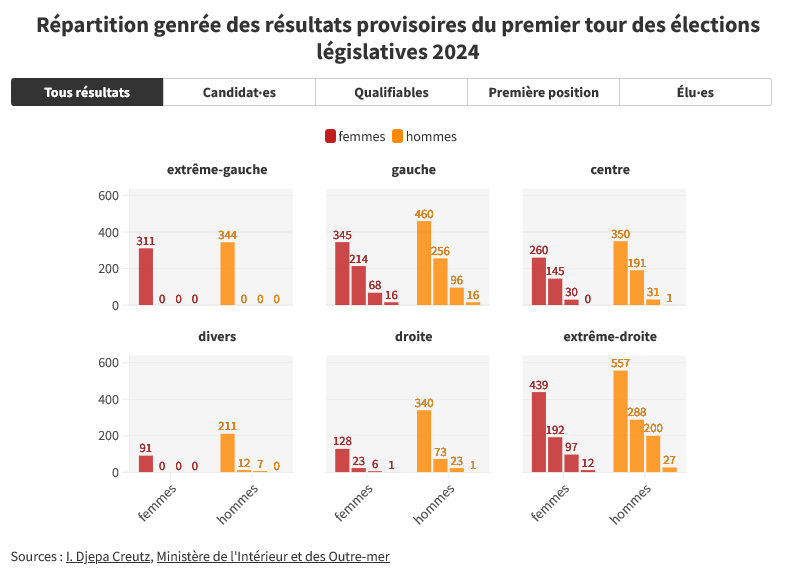 Répartition genrée des résultats provisoires du premier tour des élections
législatives 2024
Tous résultats
Candidat·es
Qualifiables
Première position
Élu·es
femmes hommes
extrême-gauche
gauche
centre
600
400
200
0
311 0 0 0 344 0 0 0
345 214 68 16 460 256 96 16
260 145 30 0 350 191 31 1
divers
droite
extrême-droite
600
400
200
0
91 0 0 0 211 12 7 0
128 23 6 1 340 73 23 1
439 192 97 12 557 288 200 27
femmes
hommes
femmes
hommes
femmes
hommes
Sources : I. Djepa Creutz, Ministère de l'Intérieur et des Outre-mer